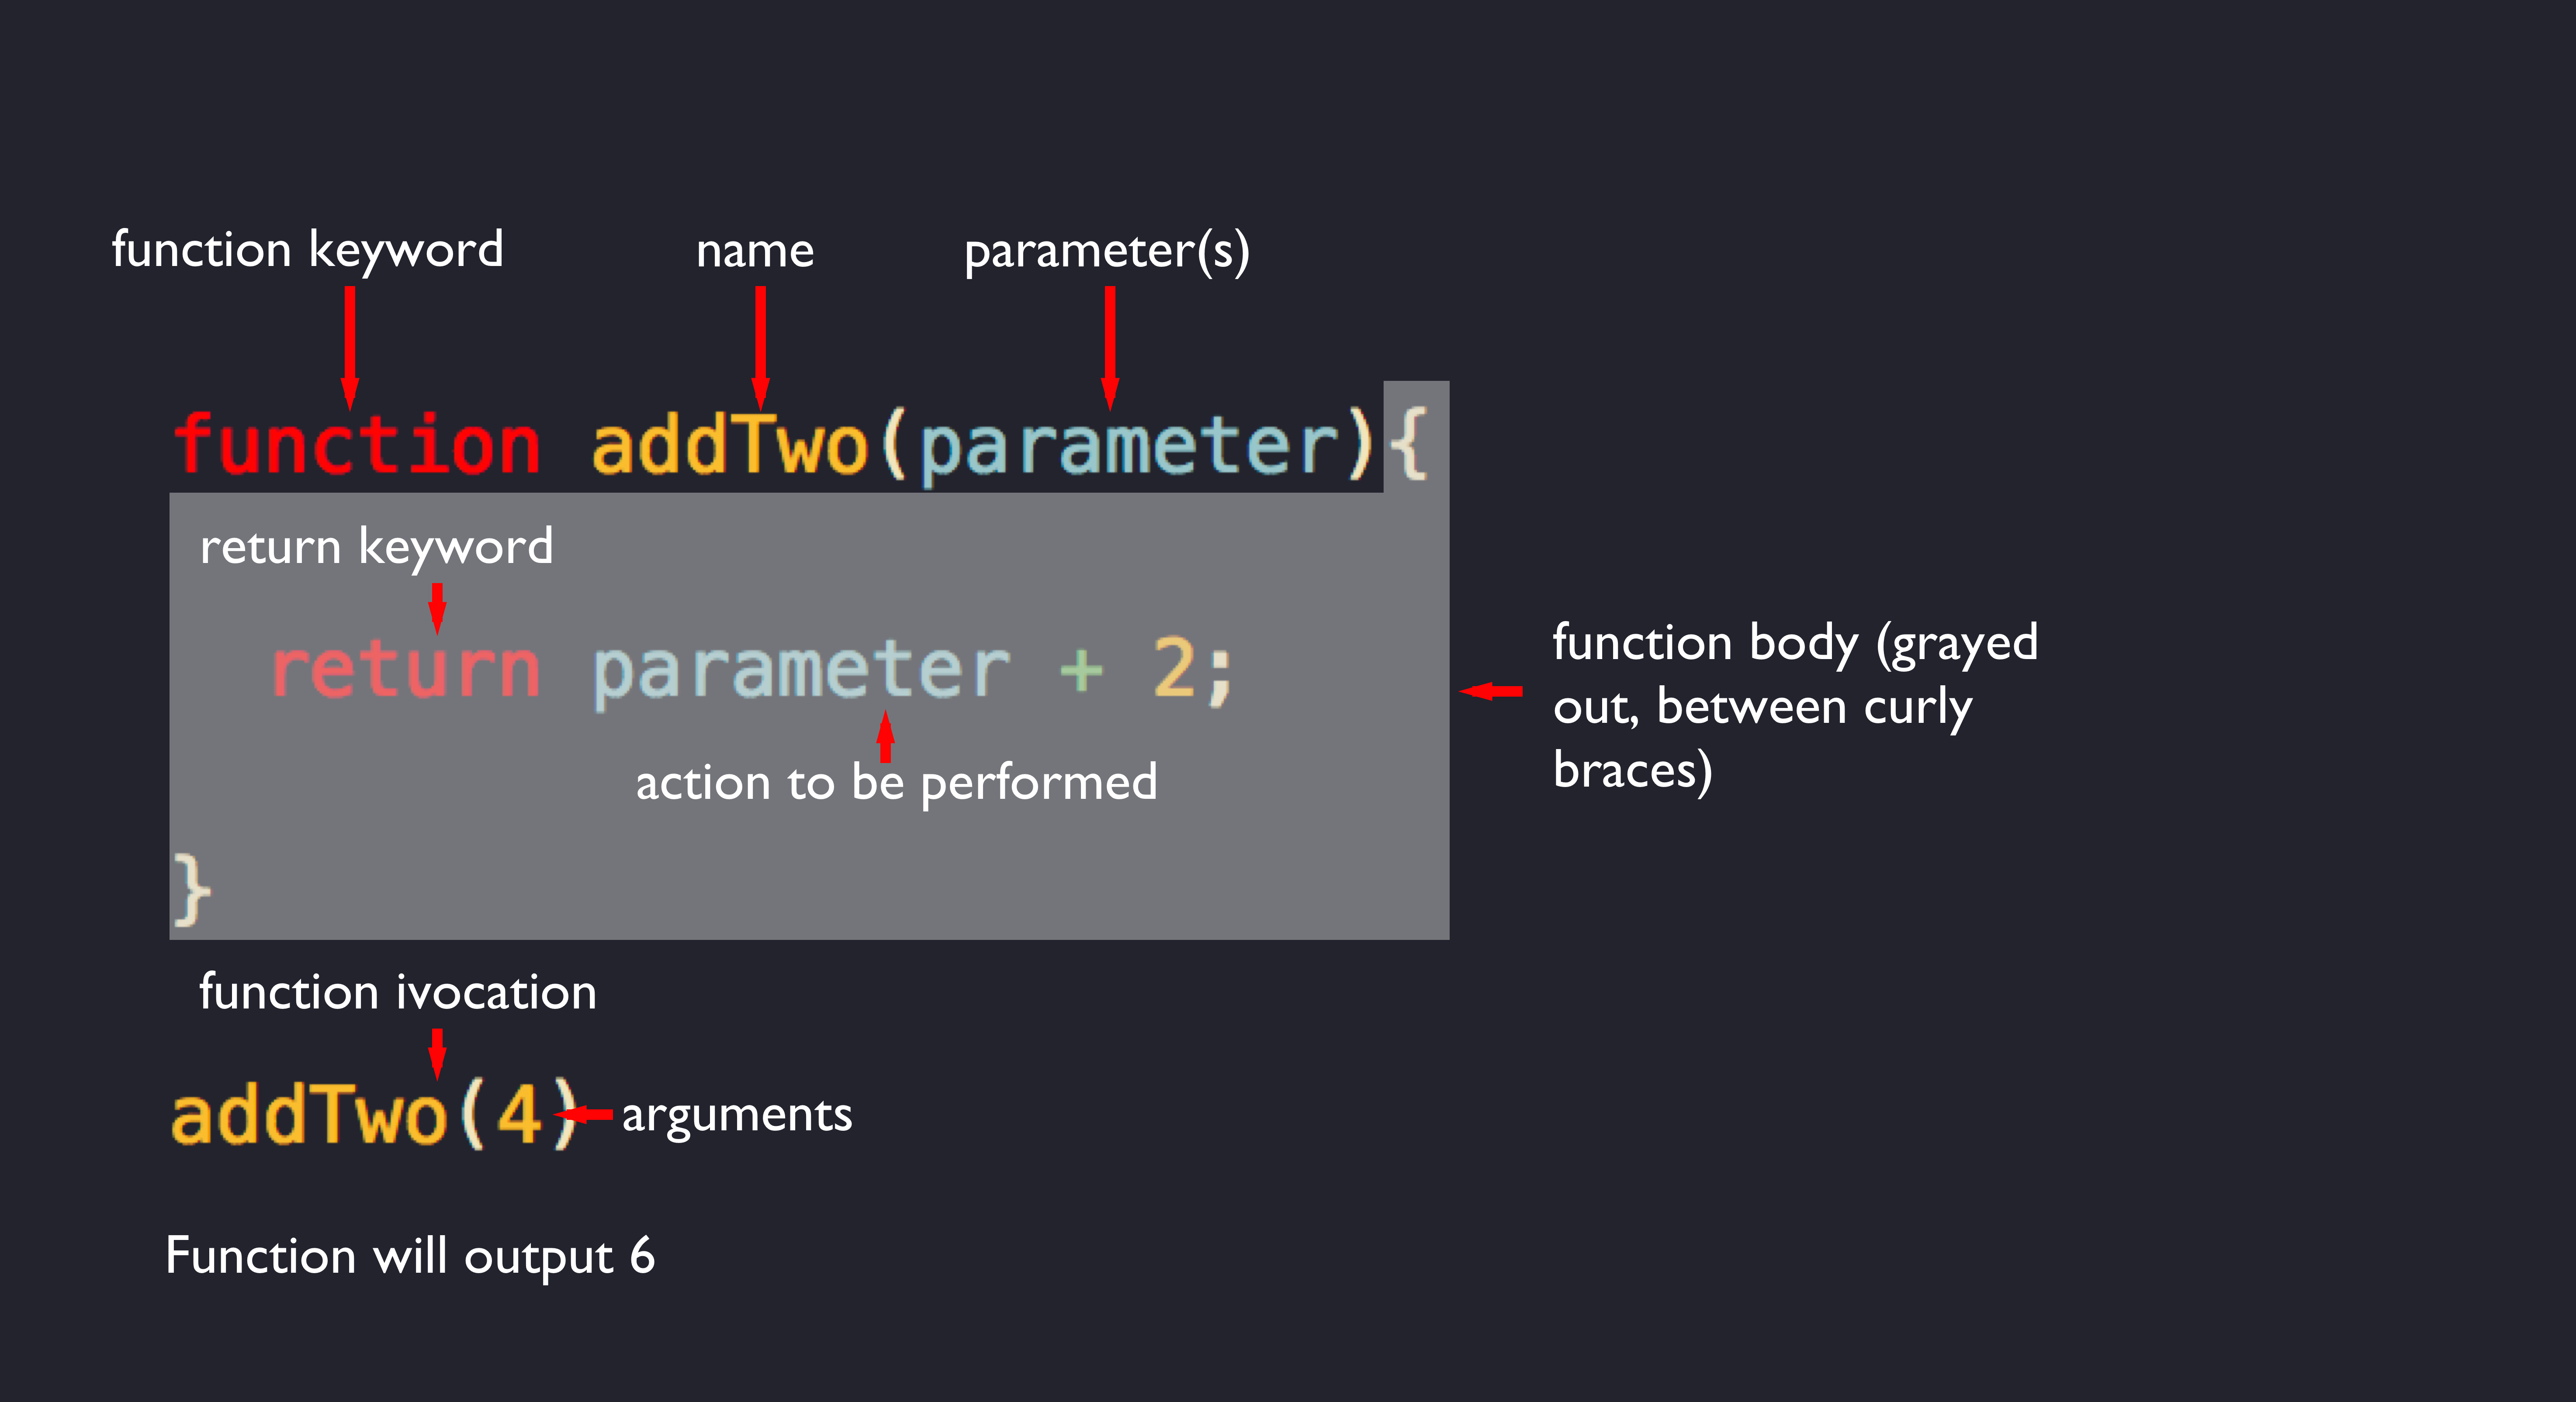 function keyword name parameter(s)
function addTwo(parameter){
return keyword
return parameter + 2;
action to be performed
}
function body (grayed
out, between curly
braces)
function ivocation
addTwo(4) arguments
Function will output 6